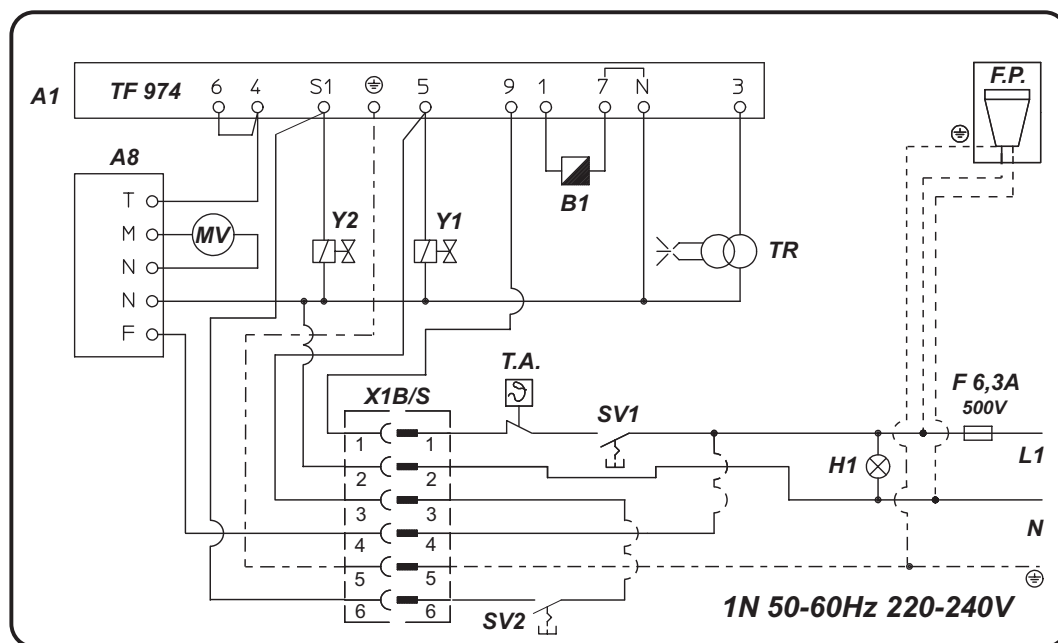 A1 TF 974 6 4 S1 5 9 1 7 N 3
F.P.
A8
T
M
N
N
F
MV
Y2
Y1
B1
TR
T.A.
X1B/S
SV1
F 6,3A
500V
1 1
2 2
3 3
4 4
5 5
6 6
H1
L1
N
SV2
1N 50-60Hz 220-240V